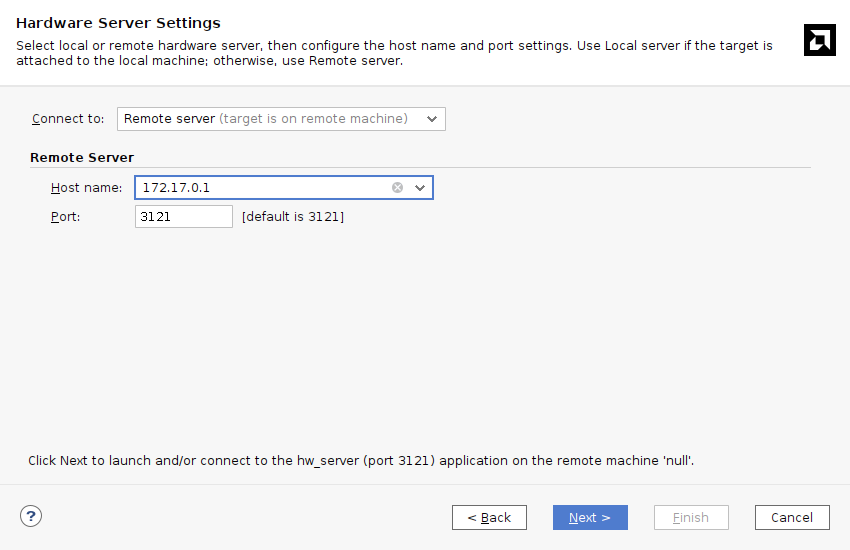 Hardware Server Settings
Select local or remote hardware server, then configure the host name and port settings. Use Local server if the target is
attached to the local machine; otherwise, use Remote server.
Connect to: Remote server (target is on remote machine)
Remote Server
Host name: 172.17.0.1
Port: 3121 [default is 3121]
Click Next to launch and/or connect to the hw_server (port 3121) application on the remote machine 'null'.
? < Back Next > Finish Cancel